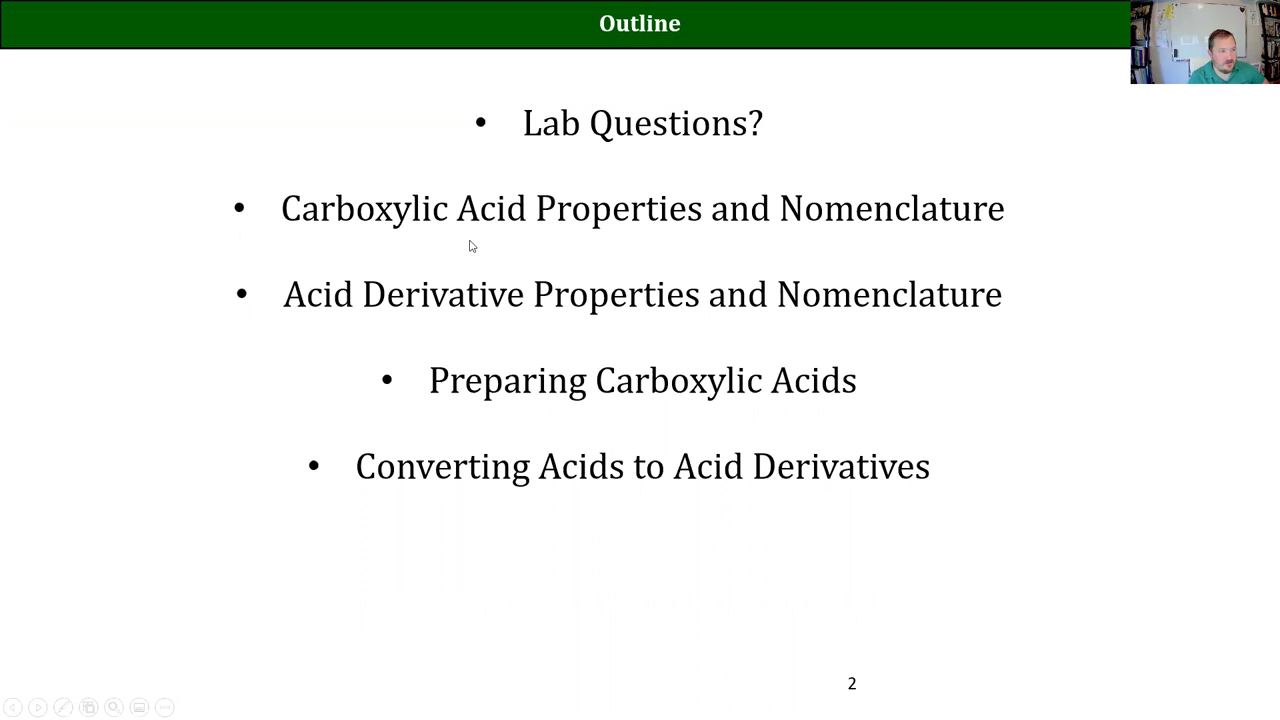 Outline
• Lab Questions?
• Carboxylic Acid Properties and Nomenclature
• Acid Derivative Properties and Nomenclature
• Preparing Carboxylic Acids
• Converting Acids to Acid Derivatives
2